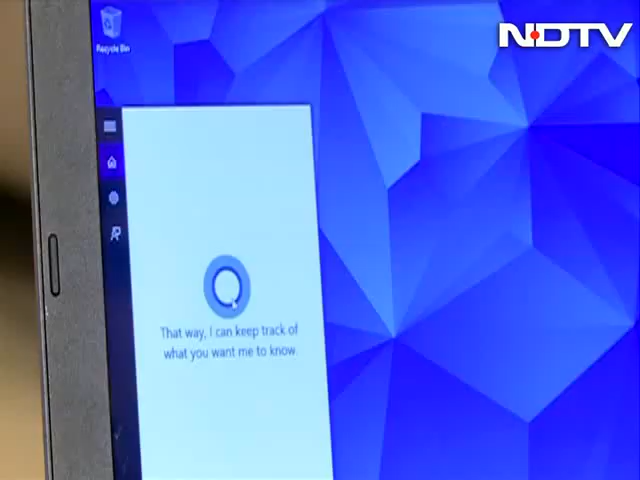 Recycle Bin
NDTV
That way, I can keep track of
what you want me to know.